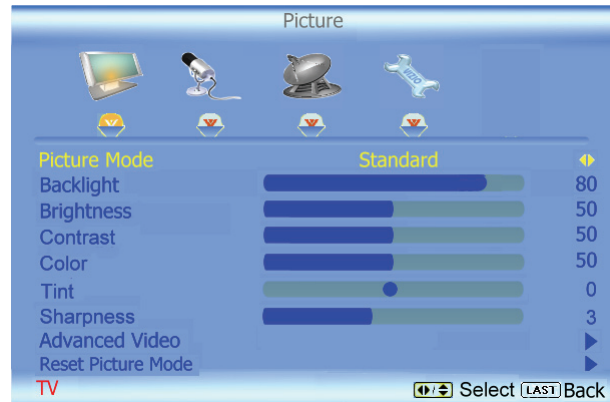 Picture
VIZIO
Picture Mode Standard
Backlight 80
Brightness 50
Contrast 50
Color 50
Tint 0
Sharpness 3
Advanced Video
Reset Picture Mode
TV Select LAST Back